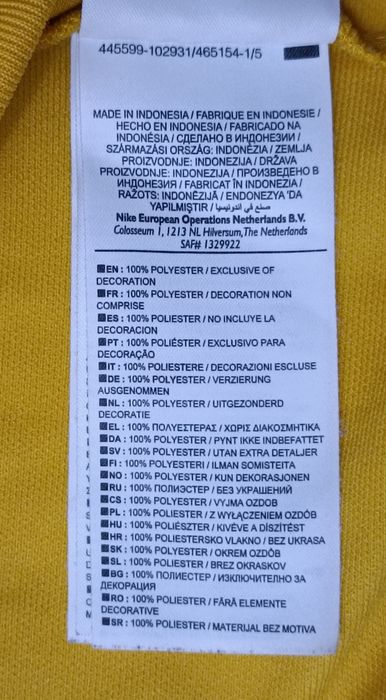 445599-102931/465154-1/5
MADE IN INDONESIA / FABRIQUE EN INDONESIE /
HECHO EN INDONESIA / FABRICADO NA
INDONÉSIA / СДЕЛАНО В ИНДОНЕЗИИ /
SZÁRMAZÁSI ORSZÁG: INDONÉZIA / ZEMLJA
PROIZVODNJE: INDONEZIJA / DRŽAVA
PROIZVODNJE: INDONEZIJA / ПРОИЗВЕДЕНО В
ИНДОНЕЗИЯ / FABRICAT ÎN INDONEZIA /
RAŽOTS: INDONĒZIJĀ / ENDONEZYA 'DA
YAPILMIŞTIR / صنع في اندونيسيا
Nike European Operations Netherlands B.V.
Colosseum 1, 1213 NL Hilversum, The Netherlands
SAF# 1329922
EN : 100% POLYESTER / EXCLUSIVE OF
DECORATION
FR : 100% POLYESTER / DECORATION NON
COMPRISE
ES : 100% POLIESTER / NO INCLUYE LA
DECORACION
PT : 100% POLIÉSTER / EXCLUSIVO PARA
DECORAÇÃO
IT : 100% POLIESTERE / DECORAZIONI ESCLUSE
DE : 100% POLYESTER / VERZIERUNG
AUSGENOMMEN
NL : 100% POLYESTER / UITGEZONDERD
DECORATIE
EL : 100% ΠΟΛΥΕΣΤΕΡΑΣ / ΧΩΡΙΣ ΔΙΑΚΟΣΜΗΤΙΚΑ
DA : 100% POLYESTER / PYNT IKKE INDBEFATTET
SV : 100% POLYESTER / UTAN EXTRA DETALJER
FI : 100% POLYESTERI / ILMAN SOMISTEITA
NO : 100% POLYESTER / KUN DEKORASJONEN
RU : 100% ПОЛИЭСТЕР / БЕЗ УКРАШЕНИЙ
CS : 100% POLYESTER / VYJMA OZDOB
PL : 100% POLIESTER / Z WYŁĄCZENIEM OZDÓB
HU : 100% POLIÉSZTER / KIVÉVE A DÍSZÍTÉST
HR : 100% POLIESTERSKO VLAKNO / BEZ UKRASA
SK : 100% POLYESTER / OKREM OZDÔB
SL : 100% POLIESTER / BREZ OKRASKOV
BG : 100% ПОЛИЕСТЕР / ИЗКЛЮЧИТЕЛНО ЗА
ДЕКОРАЦИЯ
RO : 100% POLIESTER / FĂRĂ ELEMENTE
DECORATIVE
SR : 100% POLIESTER / MATERIJAL BEZ MOTIVA